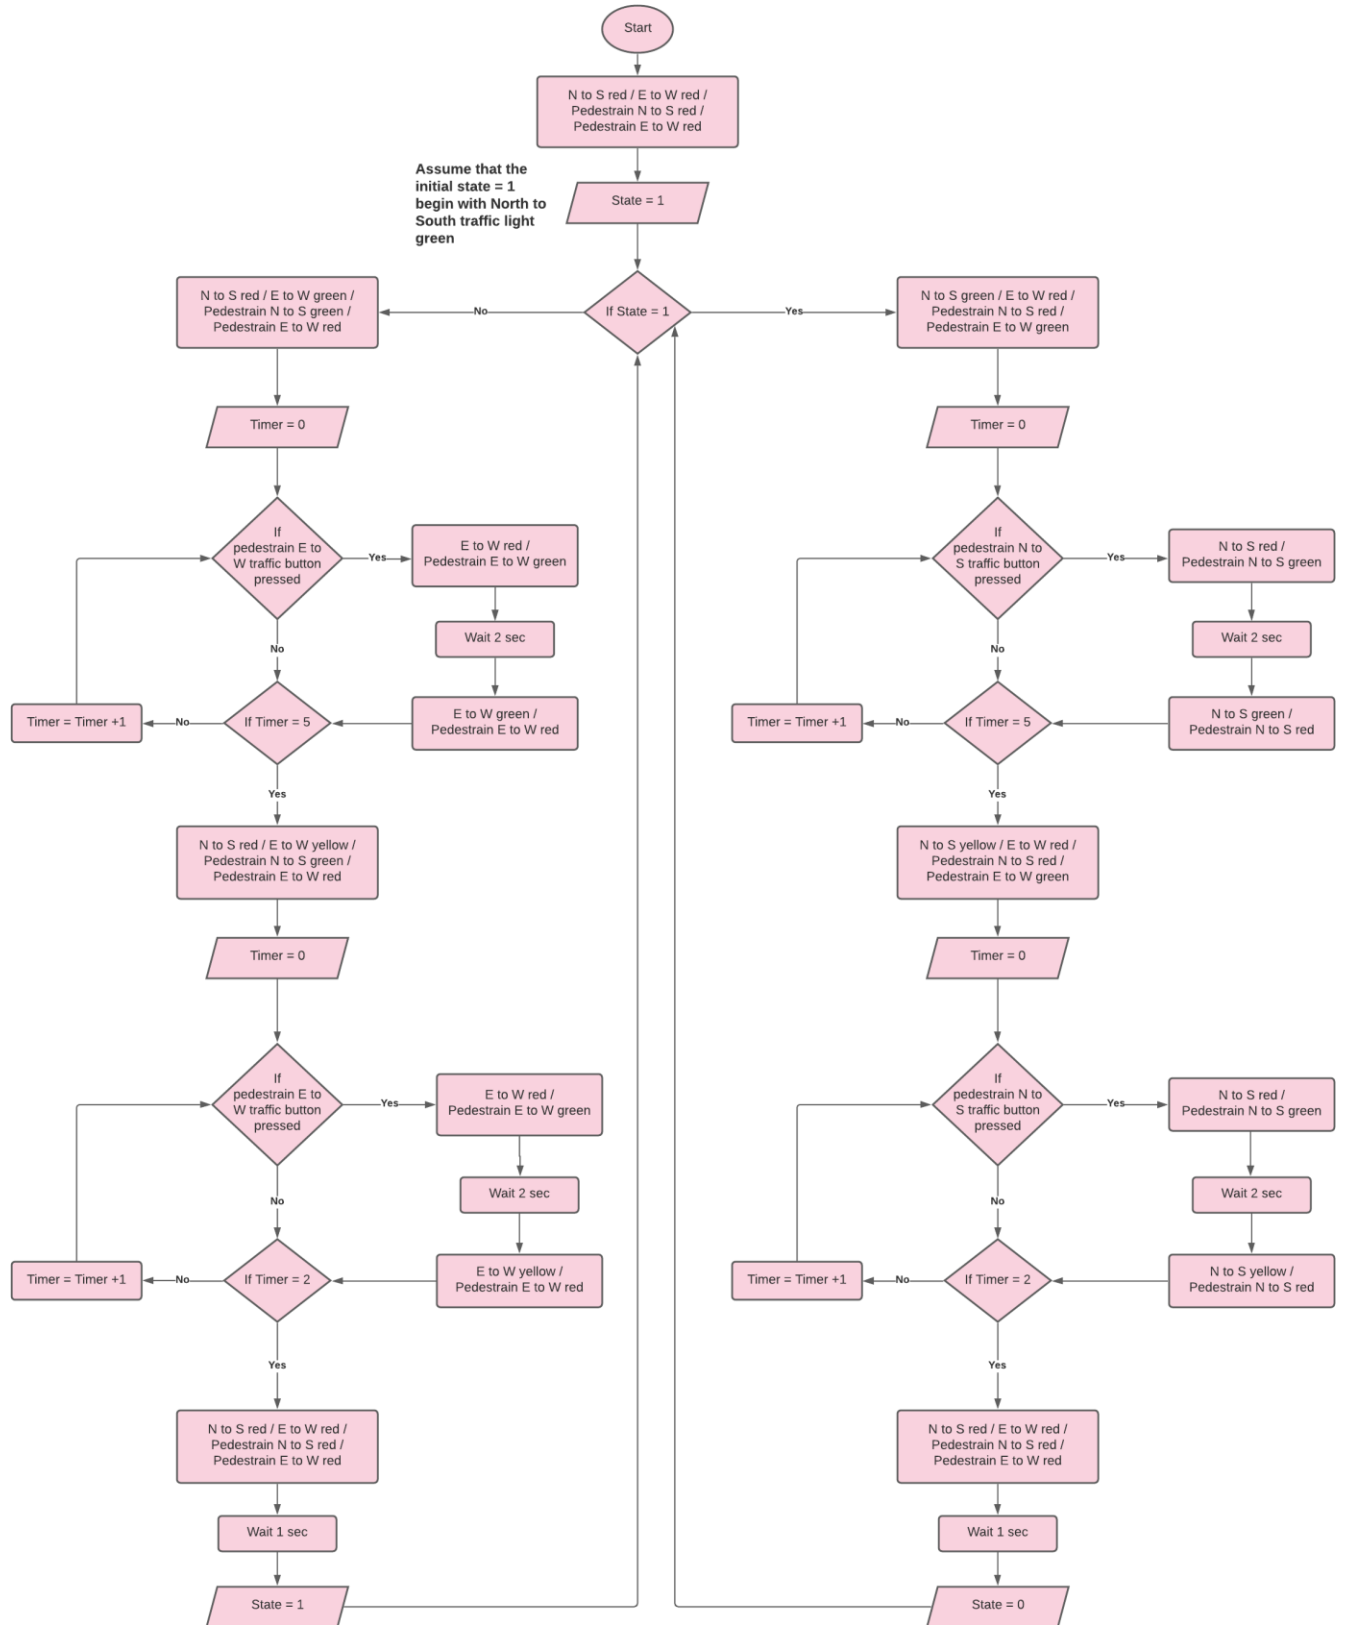 Start
N to S red / E to W red /
Pedestrain N to S red /
Pedestrain E to W red
Assume that the
initial state = 1
begin with North to
South traffic light
green
State = 1
If State = 1
No
Yes
N to S red / E to W green /
Pedestrain N to S green /
Pedestrain E to W red
N to S green / E to W red /
Pedestrain N to S red /
Pedestrain E to W green
Timer = 0
Timer = 0
If
pedestrain E to
W traffic button
pressed
Yes
E to W red /
Pedestrain E to W green
If
pedestrain N to
S traffic button
pressed
Yes
N to S red /
Pedestrain N to S green
Wait 2 sec
Wait 2 sec
No
No
Timer = Timer +1
No
If Timer = 5
E to W green /
Pedestrain E to W red
Timer = Timer +1
No
If Timer = 5
N to S green /
Pedestrain N to S red
Yes
Yes
N to S red / E to W yellow /
Pedestrain N to S green /
Pedestrain E to W red
N to S yellow / E to W red /
Pedestrain N to S red /
Pedestrain E to W green
Timer = 0
Timer = 0
If
pedestrain E to
W traffic button
pressed
Yes
E to W red /
Pedestrain E to W green
If
pedestrain N to
S traffic button
pressed
Yes
N to S red /
Pedestrain N to S green
Wait 2 sec
Wait 2 sec
No
No
Timer = Timer +1
No
If Timer = 2
E to W yellow /
Pedestrain E to W red
Timer = Timer +1
No
If Timer = 2
N to S yellow /
Pedestrain N to S red
Yes
Yes
N to S red / E to W red /
Pedestrain N to S red /
Pedestrain E to W red
N to S red / E to W red /
Pedestrain N to S red /
Pedestrain E to W red
Wait 1 sec
Wait 1 sec
State = 1
State = 0